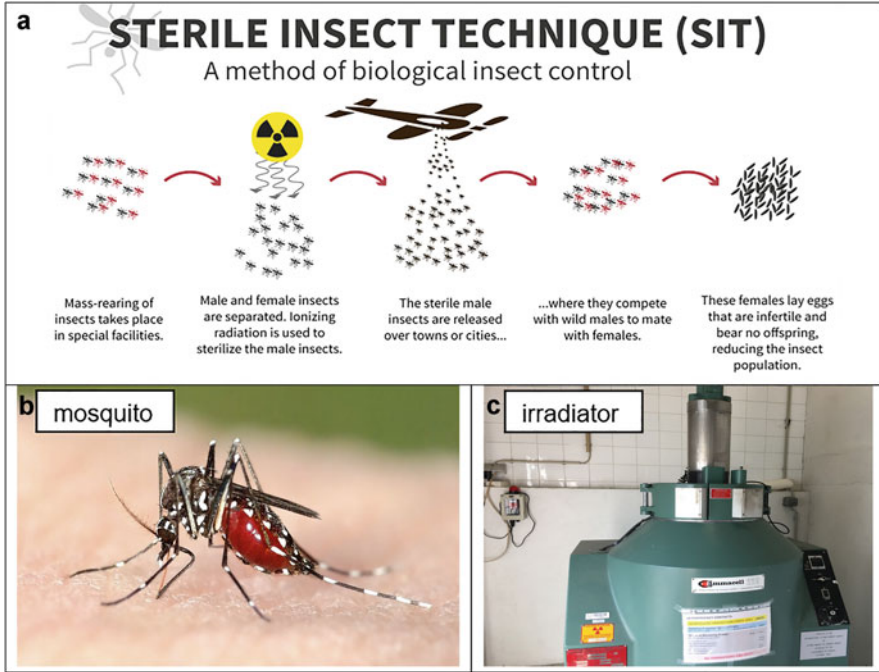 a
STERILE INSECT TECHNIQUE (SIT)
A method of biological insect control
Mass-rearing of
insects takes place
in special facilities.
Male and female insects
are separated. Ionizing
radiation is used to
sterilize the male insects.
The sterile male
insects are released
over towns or cities...
...where they compete
with wild males to mate
with females.
These females lay eggs
that are infertile and
bear no offspring,
reducing the insect
population.
b
mosquito
c
irradiator